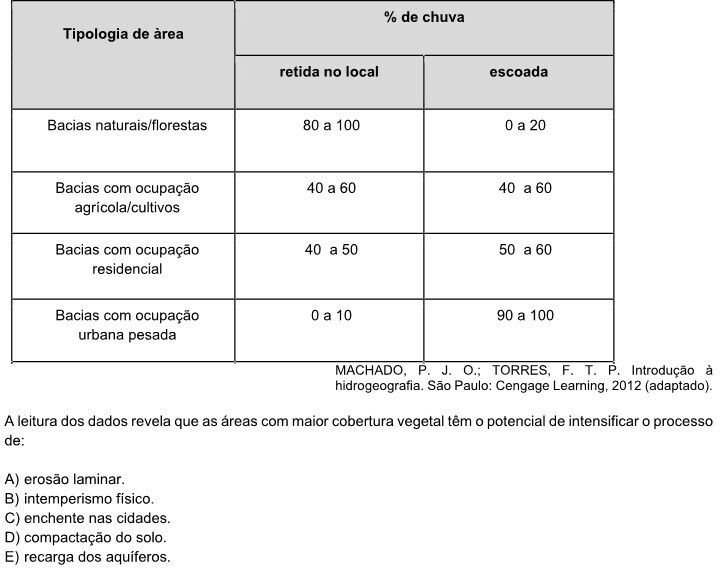 Tipologia de àrea
% de chuva
retida no local
escoada
Bacias naturais/florestas
80 a 100
0 a 20
Bacias com ocupação
agrícola/cultivos
40 a 60
40 a 60
Bacias com ocupação
residencial
40 a 50
50 a 60
Bacias com ocupação
urbana pesada
0 a 10
90 a 100
MACHADO, P. J. O.; TORRES, F. T. P. Introdução à
hidrogeografia. São Paulo: Cengage Learning, 2012 (adaptado).
A leitura dos dados revela que as áreas com maior cobertura vegetal têm o potencial de intensificar o processo
de:
A) erosão laminar.
B) intemperismo físico.
C) enchente nas cidades.
D) compactação do solo.
E) recarga dos aquíferos.